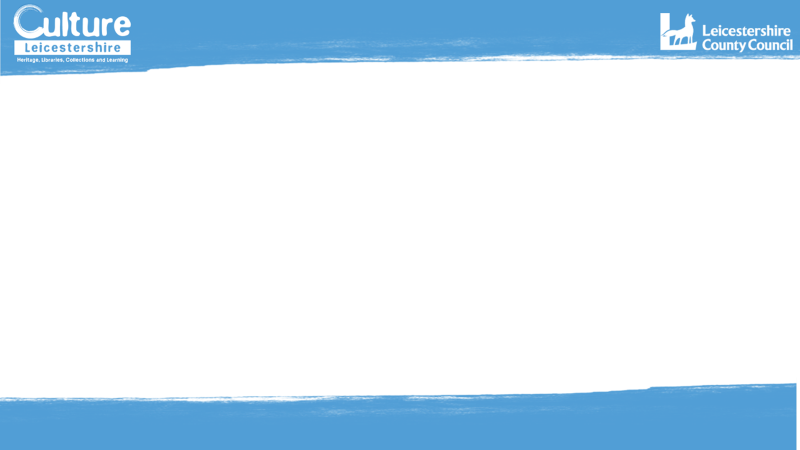 Culture
Leicestershire
Heritage, Libraries, Collections and Learning
Leicestershire
County Council